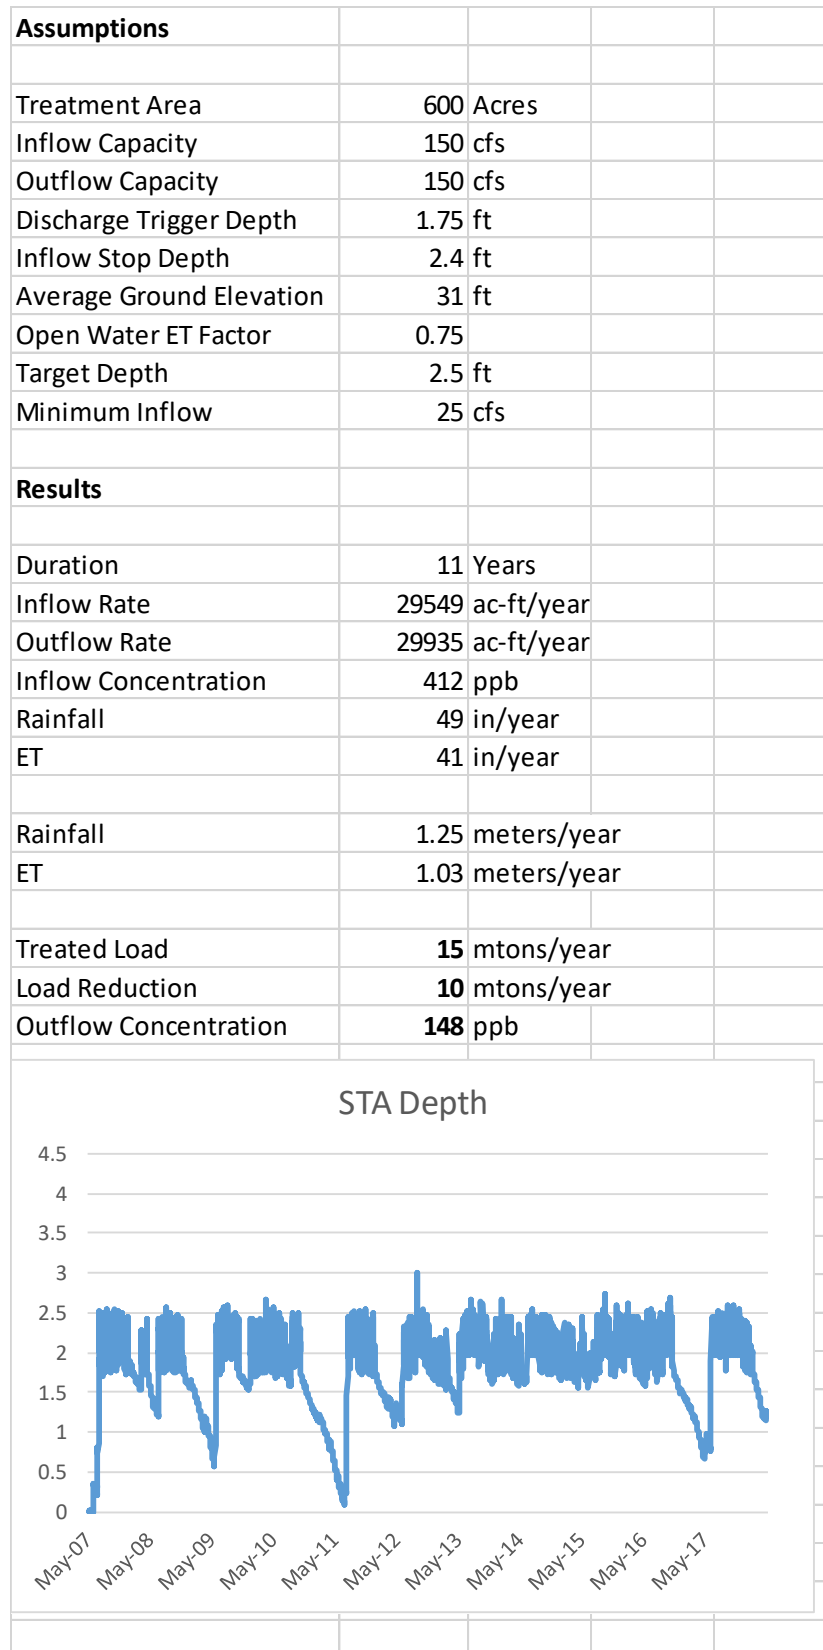 Assumptions
Treatment Area 600 Acres
Inflow Capacity 150 cfs
Outflow Capacity 150 cfs
Discharge Trigger Depth 1.75 ft
Inflow Stop Depth 2.4 ft
Average Ground Elevation 31 ft
Open Water ET Factor 0.75
Target Depth 2.5 ft
Minimum Inflow 25 cfs
Results
Duration 11 Years
Inflow Rate 29549 ac-ft/year
Outflow Rate 29935 ac-ft/year
Inflow Concentration 412 ppb
Rainfall 49 in/year
ET 41 in/year
Rainfall 1.25 meters/year
ET 1.03 meters/year
Treated Load 15 mtons/year
Load Reduction 10 mtons/year
Outflow Concentration 148 ppb
STA Depth
4.5
4
3.5
3
2.5
2
1.5
1
0.5
0
May-07 May-08 May-09 May-10 May-11 May-12 May-13 May-14 May-15 May-16 May-17